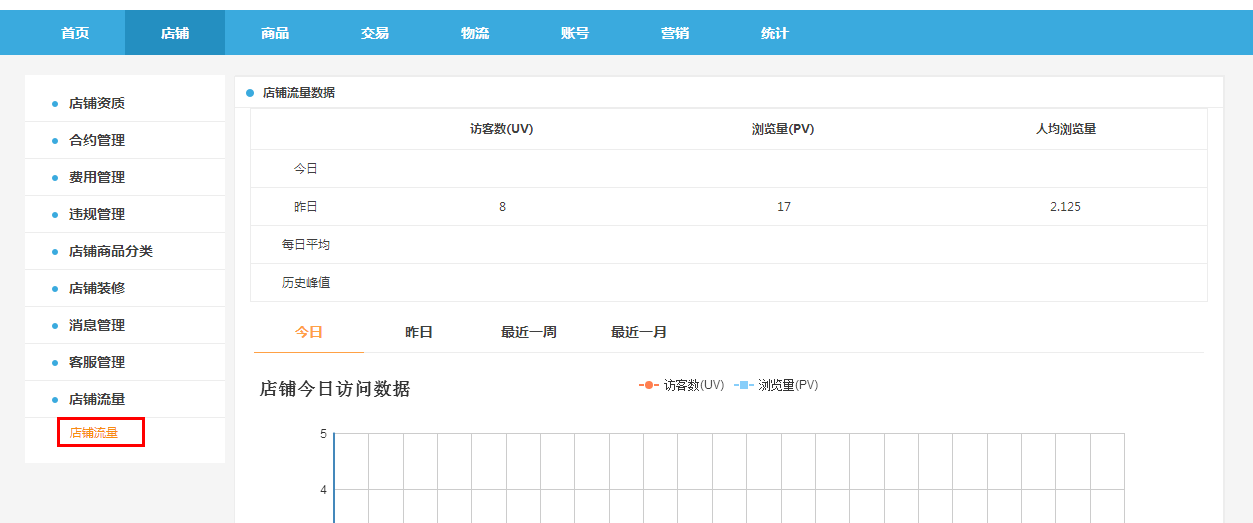 首页 店铺 商品 交易 物流 账号 营销 统计
店铺资质
合约管理
费用管理
违规管理
店铺商品分类
店铺装修
消息管理
客服管理
店铺流量
店铺流量
店铺流量数据
访客数(UV) 浏览量(PV) 人均浏览量
今日
昨日 8 17 2.125
每日平均
历史峰值
今日 昨日 最近一周 最近一月
店铺今日访问数据
访客数(UV) 浏览量(PV)
5
4